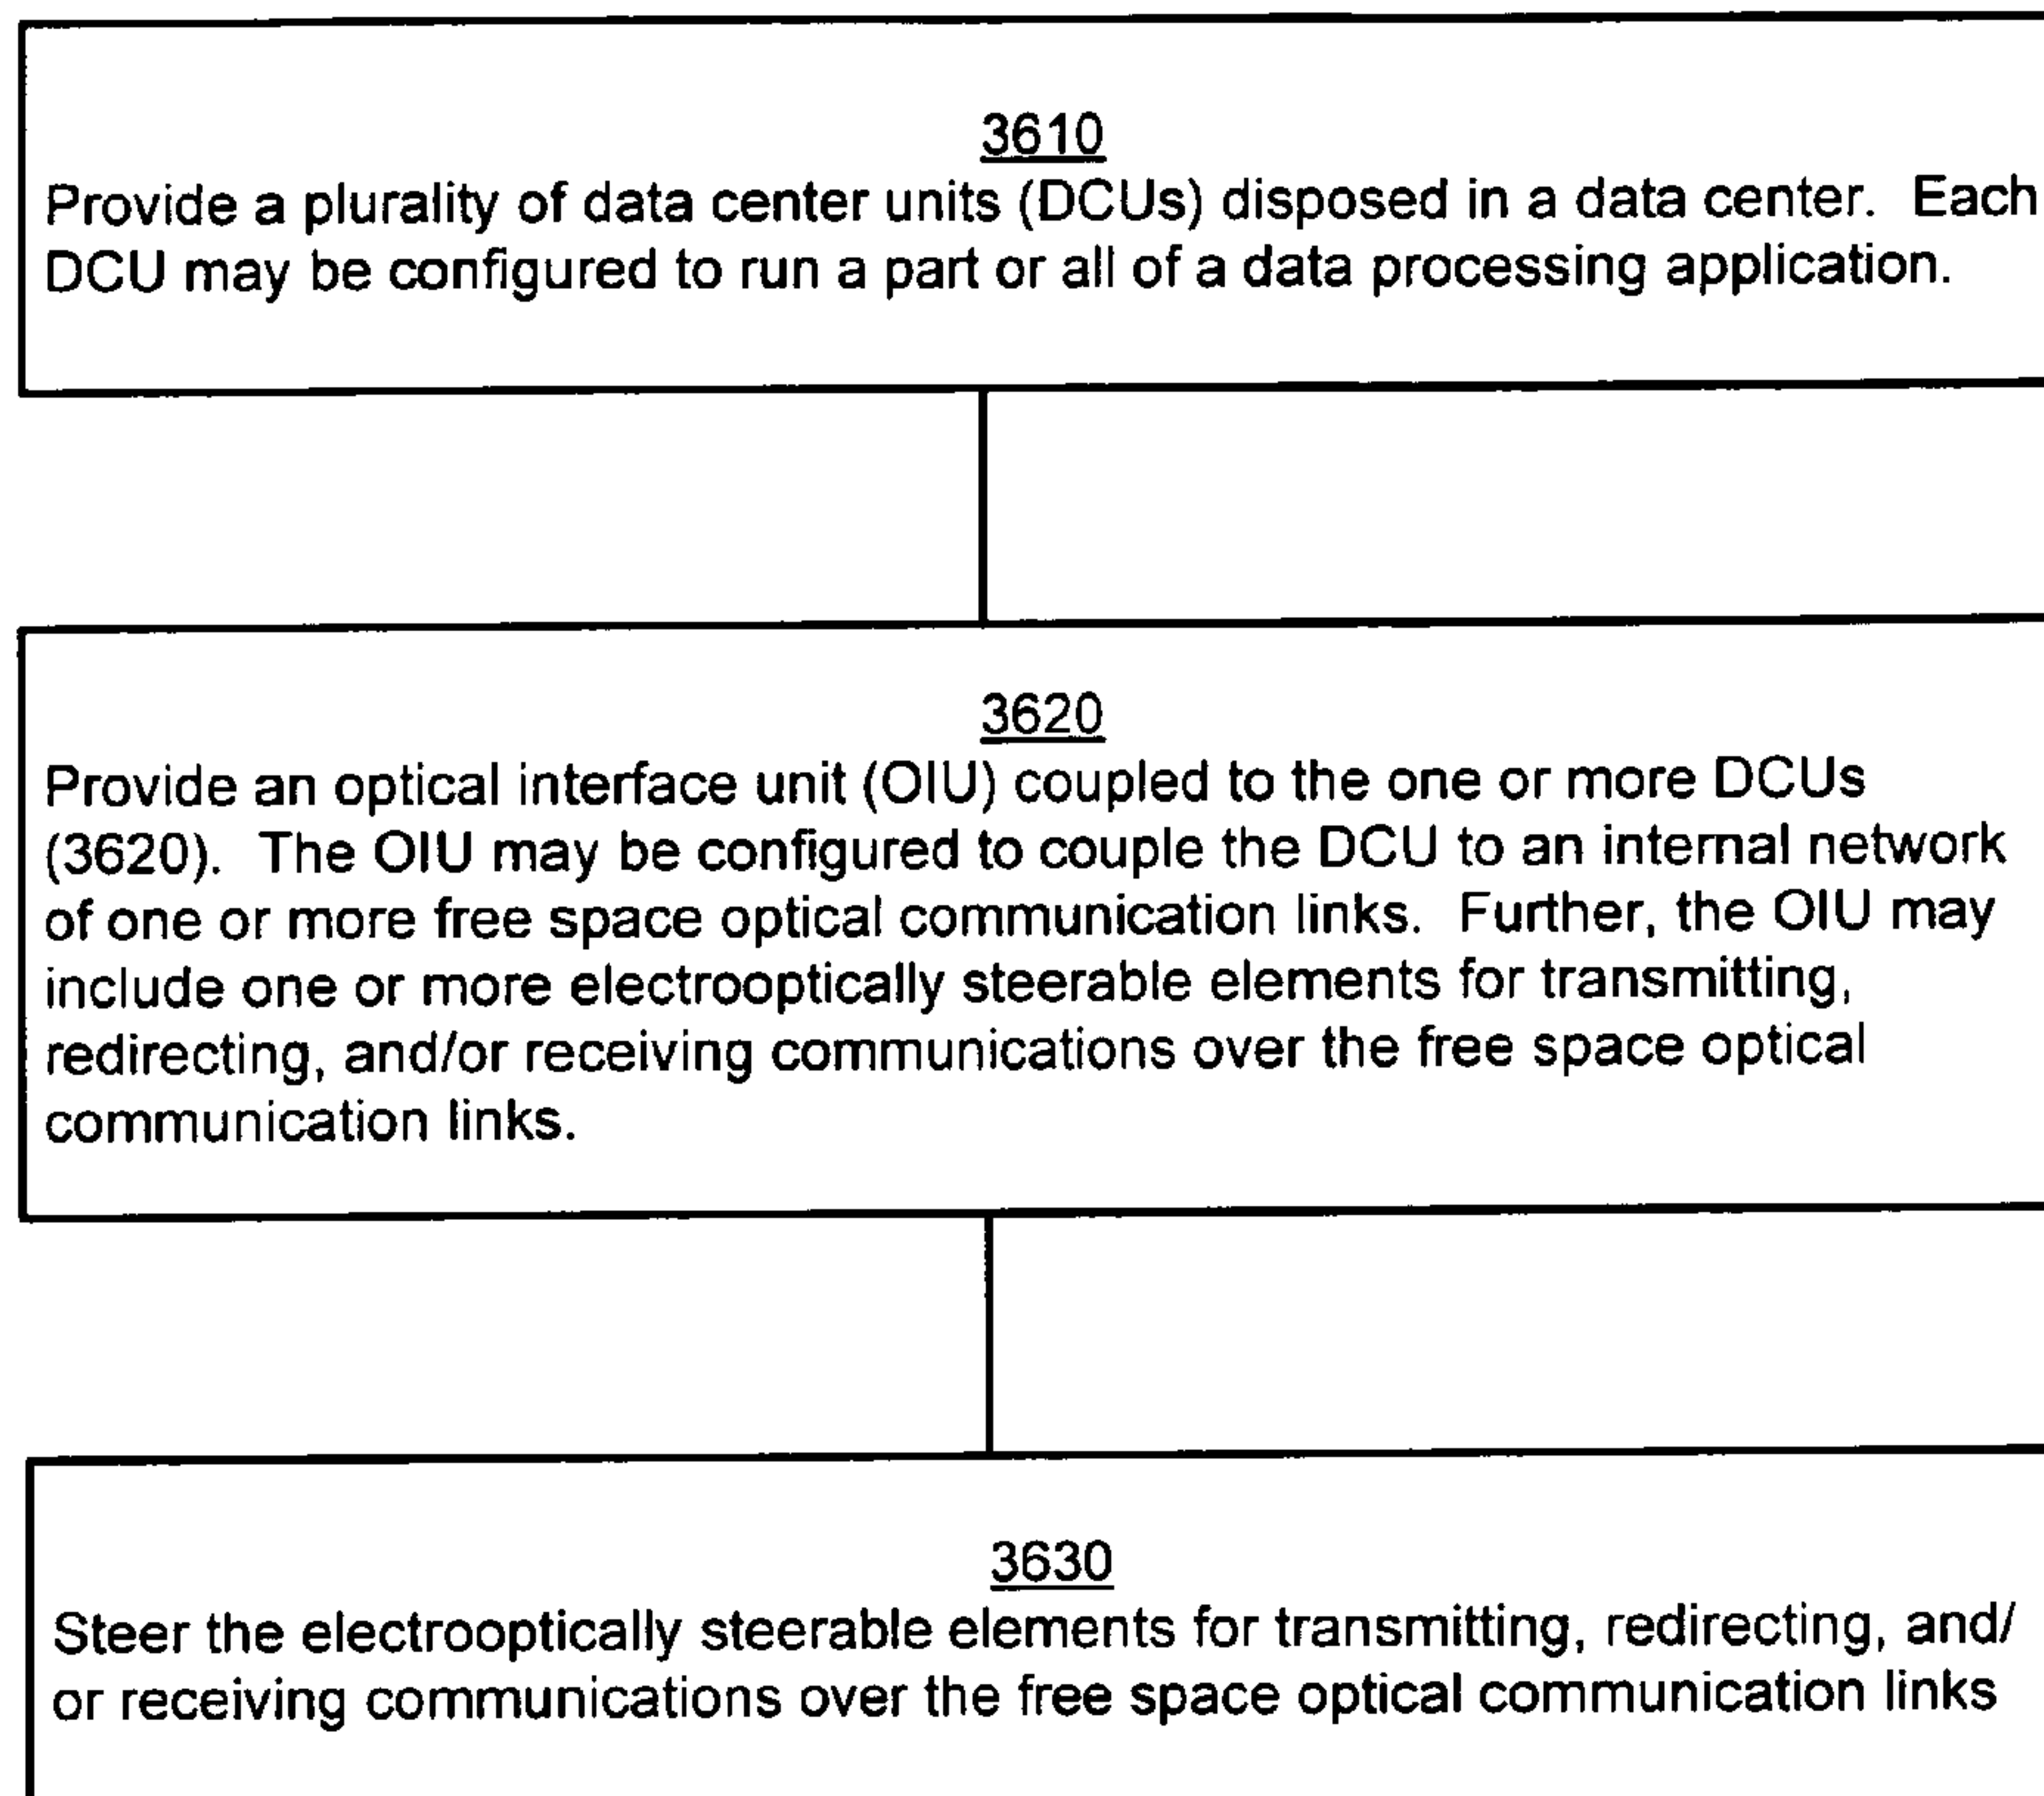 3610
Provide a plurality of data center units (DCUs) disposed in a data center.  Each
DCU may be configured to run a part or all of a data processing application.
3620
Provide an optical interface unit (OIU) coupled to the one or more DCUs
(3620).  The OIU may be configured to couple the DCU to an internal network
of one or more free space optical communication links.  Further, the OIU may
include one or more electrooptically steerable elements for transmitting,
redirecting, and/or receiving communications over the free space optical
communication links.
3630
Steer the electrooptically steerable elements for transmitting, redirecting, and/
or receiving communications over the free space optical communication links